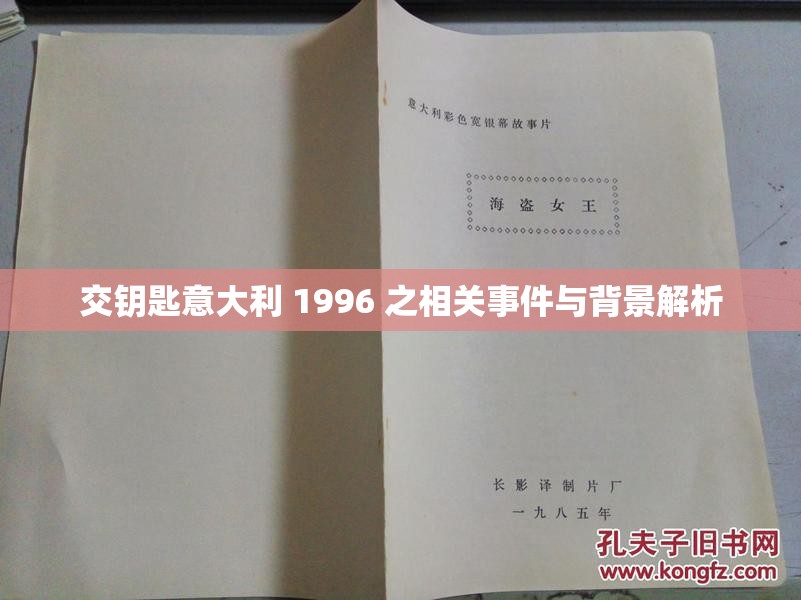 意大利彩色宽银幕故事片
海盗女王
交钥匙意大利 1996 之相关事件与背景解析
长影译制片厂
一九八五年
孔夫子旧书网
www.kongfz.com